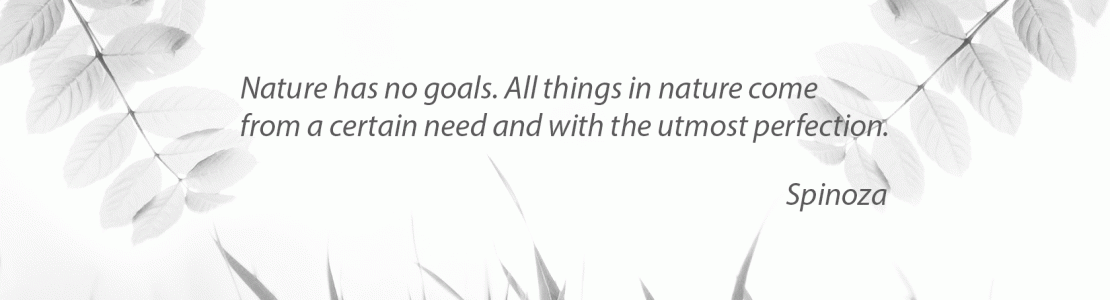 Nature has no goals. All things in nature come
from a certain need and with the utmost perfection.
Spinoza